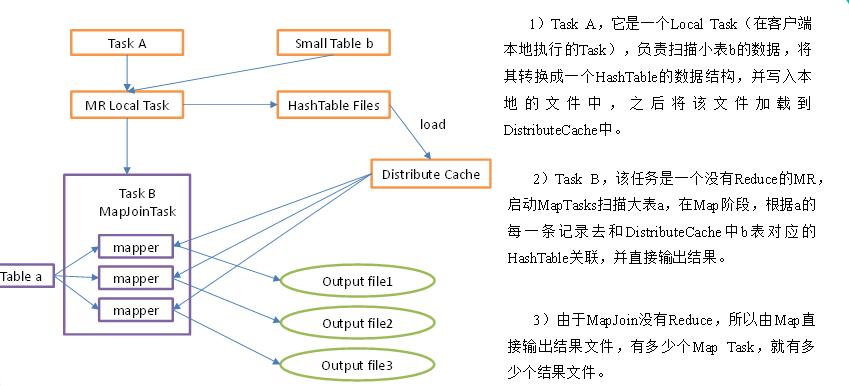 Task A
Small Table b
MR Local Task
HashTable Files
load
Distribute Cache
Task B
MapJoinTask
mapper
mapper
mapper
Table a
Output file1
Output file2
Output file3
1）Task A，它是一个Local Task（在客户端
本地执行的Task），负责扫描小表b的数据，将
其转换成一个HashTable的数据结构，并写入本
地的文件中，之后将该文件加载到
DistributeCache中。
2）Task B，该任务是一个没有Reduce的MR，
启动MapTasks扫描大表a，在Map阶段，根据a的
每一条记录去和DistributeCache中b表对应的
HashTable关联，并直接输出结果。
3）由于MapJoin没有Reduce，所以由Map直
接输出结果文件，有多少个Map Task，就有多
少个结果文件。